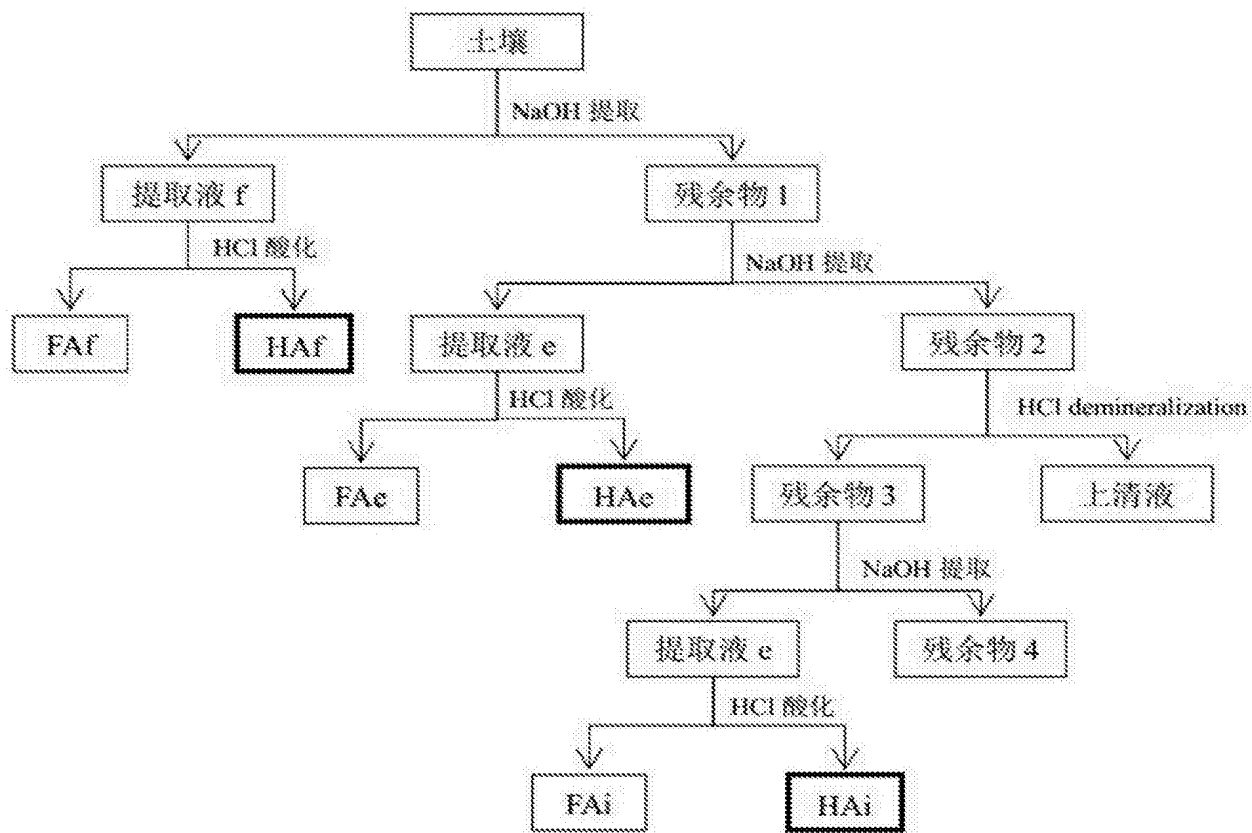 土壤
NaOH 提取
提取液 f
残余物 1
HCl 酸化
NaOH 提取
FAf
HAf
提取液 e
残余物 2
HCl 酸化
HCl demineralization
FAe
HAe
残余物 3
上清液
NaOH 提取
提取液 e
残余物 4
HCl 酸化
FAi
HAi